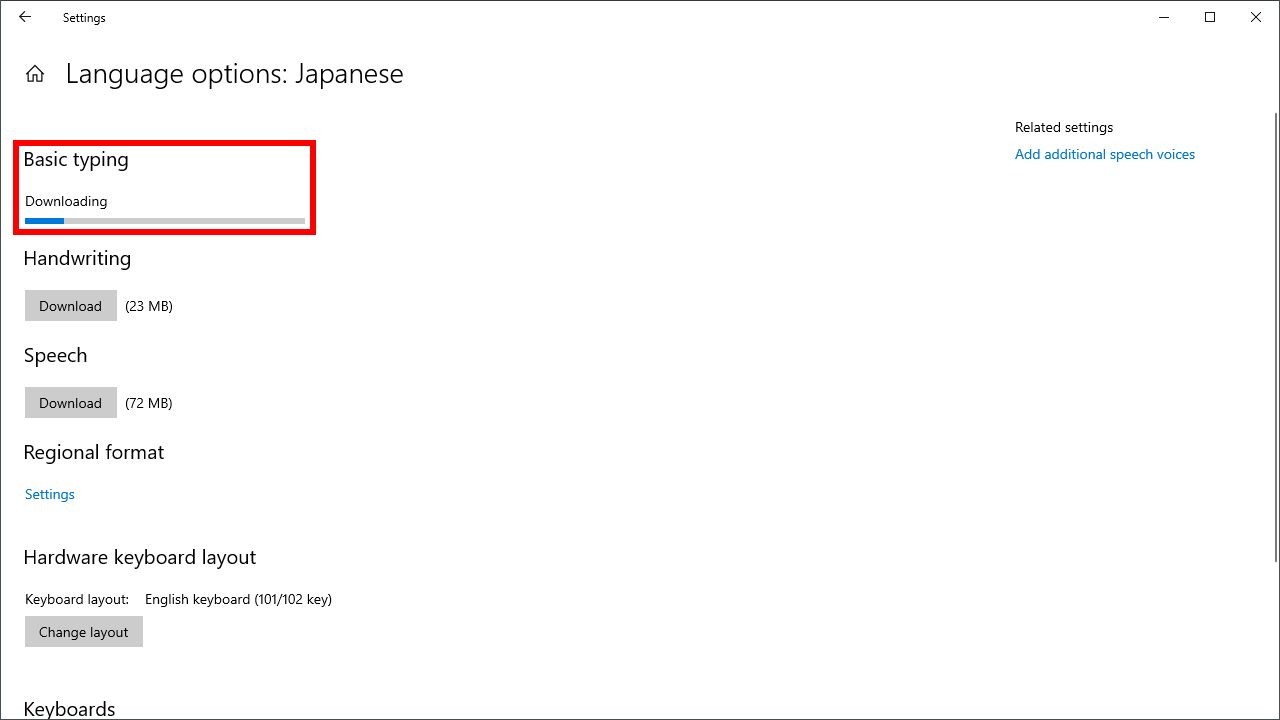 Settings
Language options: Japanese
Basic typing
Downloading
Handwriting
Download (23 MB)
Speech
Download (72 MB)
Regional format
Settings
Hardware keyboard layout
Keyboard layout: English keyboard (101/102 key)
Change layout
Keyboards
Related settings
Add additional speech voices